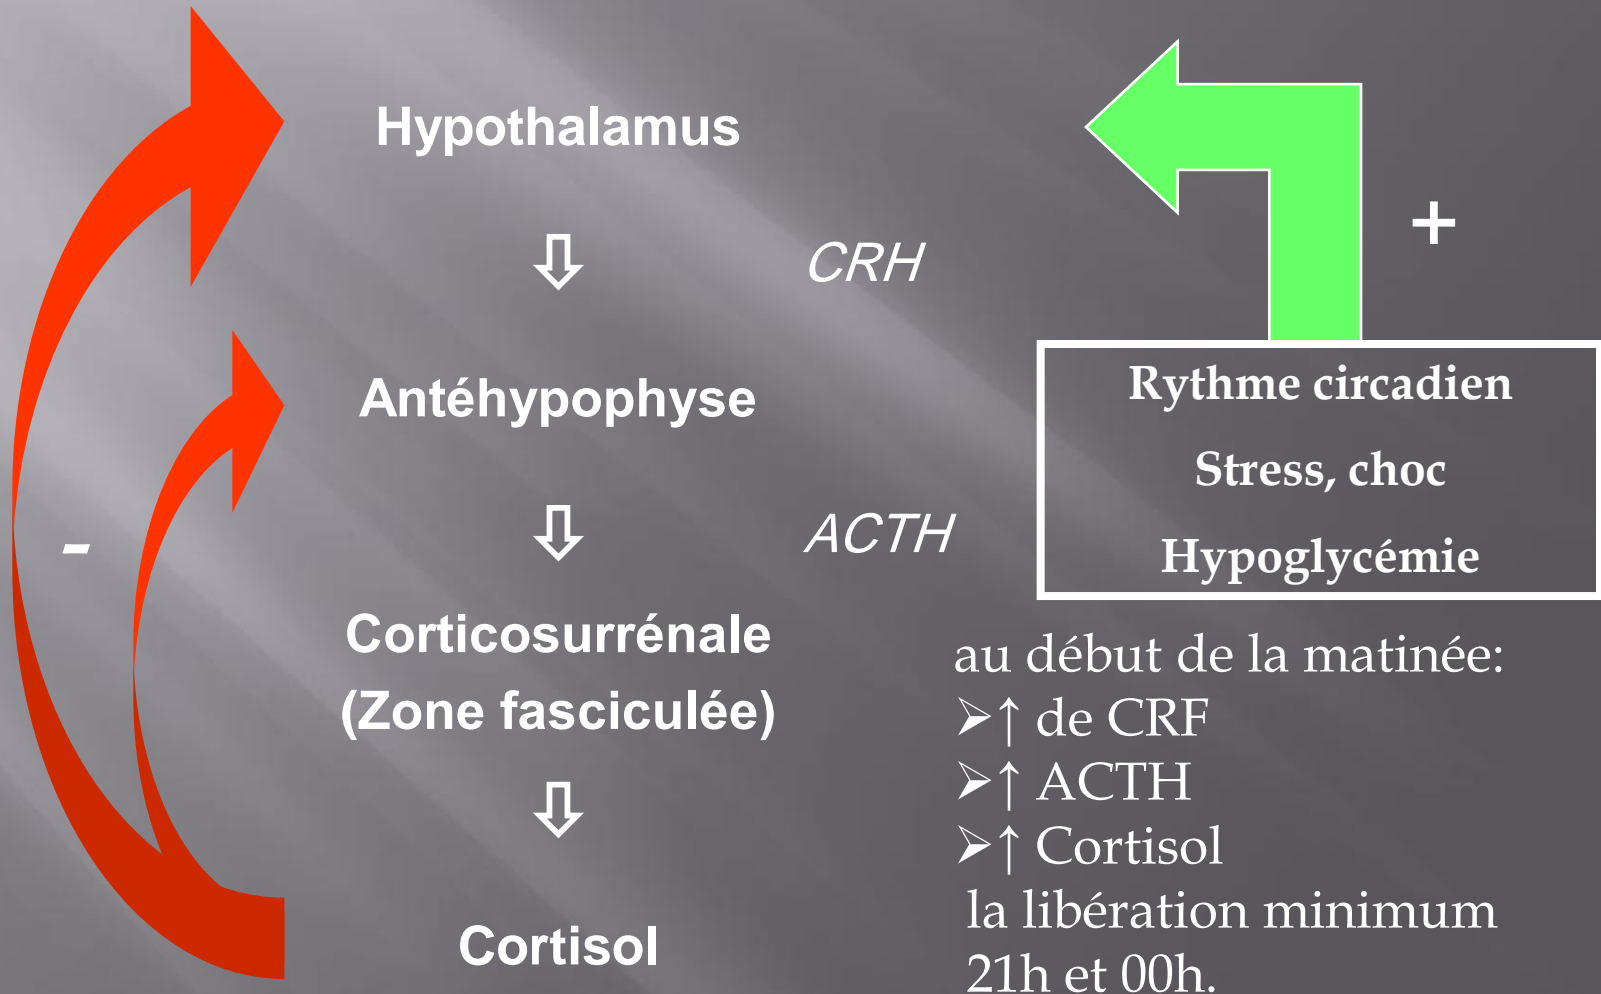 Hypothalamus
CRH
Antéhypophyse
ACTH
Corticosurrénale
(Zone fasciculée)
Cortisol
-
+
Rythme circadien
Stress, choc
Hypoglycémie
au début de la matinée:
➢↑ de CRF
➢↑ ACTH
➢↑ Cortisol
la libération minimum
21h et 00h.